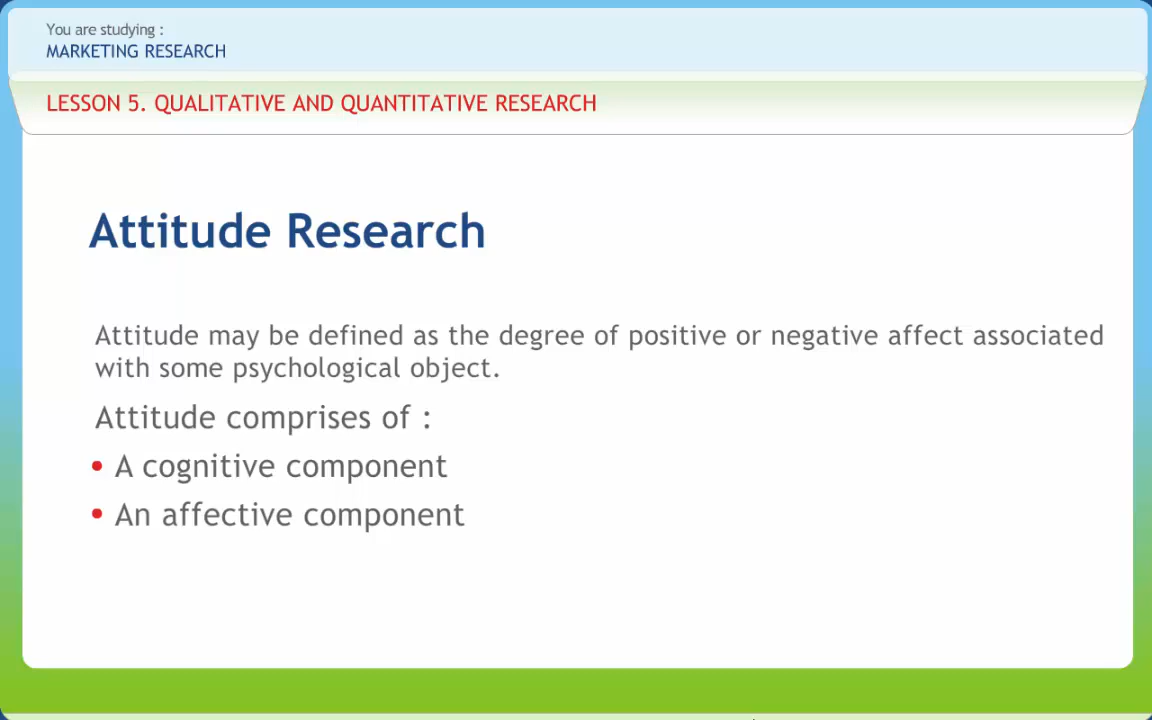 You are studying :
MARKETING RESEARCH
LESSON 5. QUALITATIVE AND QUANTITATIVE RESEARCH
Attitude Research
Attitude may be defined as the degree of positive or negative affect associated
with some psychological object.
Attitude comprises of :
• A cognitive component
• An affective component